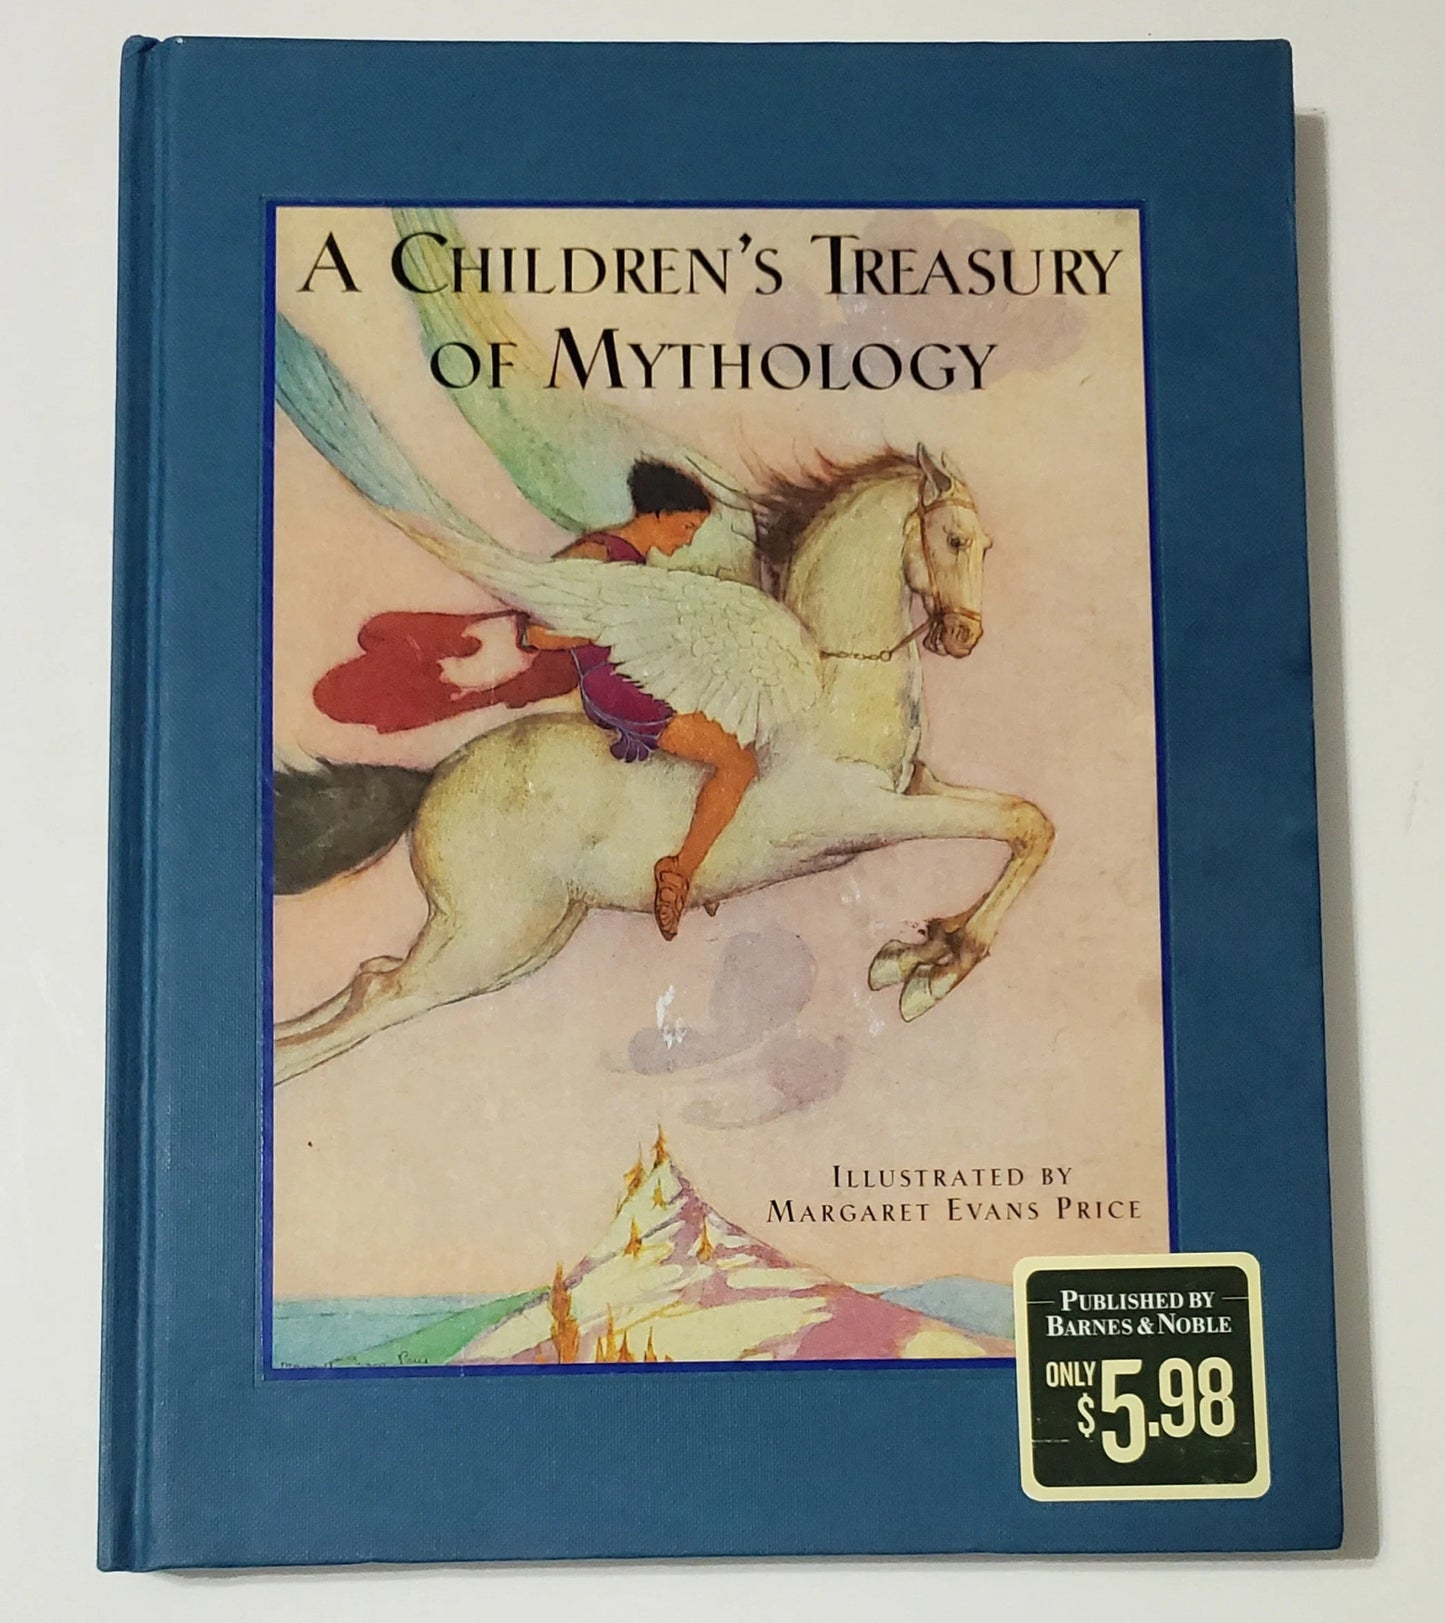 A CHILDREN'S TREASURY
OF MYTHOLOGY
ILLUSTRATED BY
MARGARET EVANS PRICE
PUBLISHED BY
BARNES & NOBLE
ONLY
$5.98